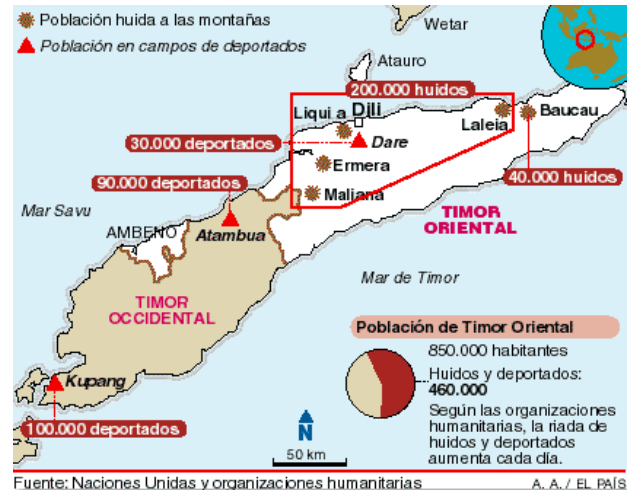 Población huida a las montañas
Población en campos de deportados
Wetar
Atauro
200.000 huidos
Liqui a Dili
Baucau
Laleia
30.000 deportados
Dare
Ermera
90.000 deportados
40.000 huidos
Maliana
Mar Savu
TIMOR
ORIENTAL
AMBENO
Atambua
Mar de Timor
TIMOR
OCCIDENTAL
Población de Timor Oriental
850.000 habitantes
Huidos y deportados:
460.000
Según las organizaciones
humanitarias, la riada de
huidos y deportados
aumenta cada día.
Kupang
100.000 deportados
N
50 km
Fuente: Naciones Unidas y organizaciones humanitarias
A. A. / EL PAÍS